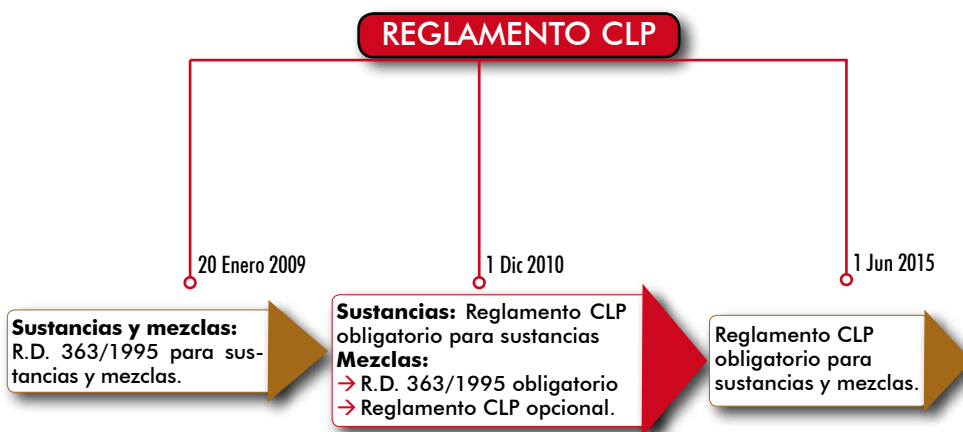 REGLAMENTO CLP
20 Enero 2009
1 Dic 2010
1 Jun 2015
Sustancias y mezclas:
R.D. 363/1995 para sus-
tancias y mezclas.
Sustancias: Reglamento CLP
obligatorio para sustancias
Mezclas:
→ R.D. 363/1995 obligatorio
→ Reglamento CLP opcional.
Reglamento CLP
obligatorio para
sustancias y mezclas.